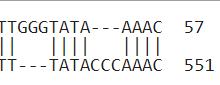 TTGGGTATA---AAAC 57
||   ||||   ||||
TT---TATACCCAAAC 551